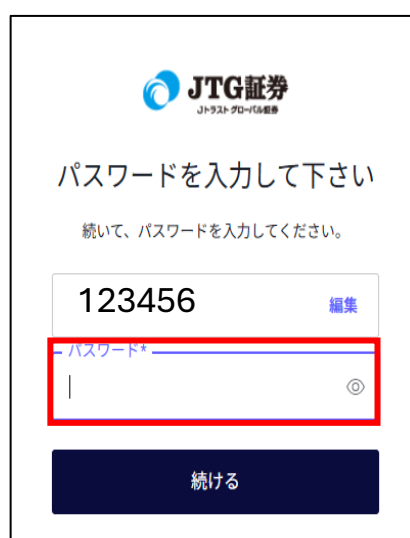 JTG証券
Jトラスト グローバル証券
パスワードを入力して下さい
続いて、パスワードを入力してください。
123456 編集
パスワード*
続ける